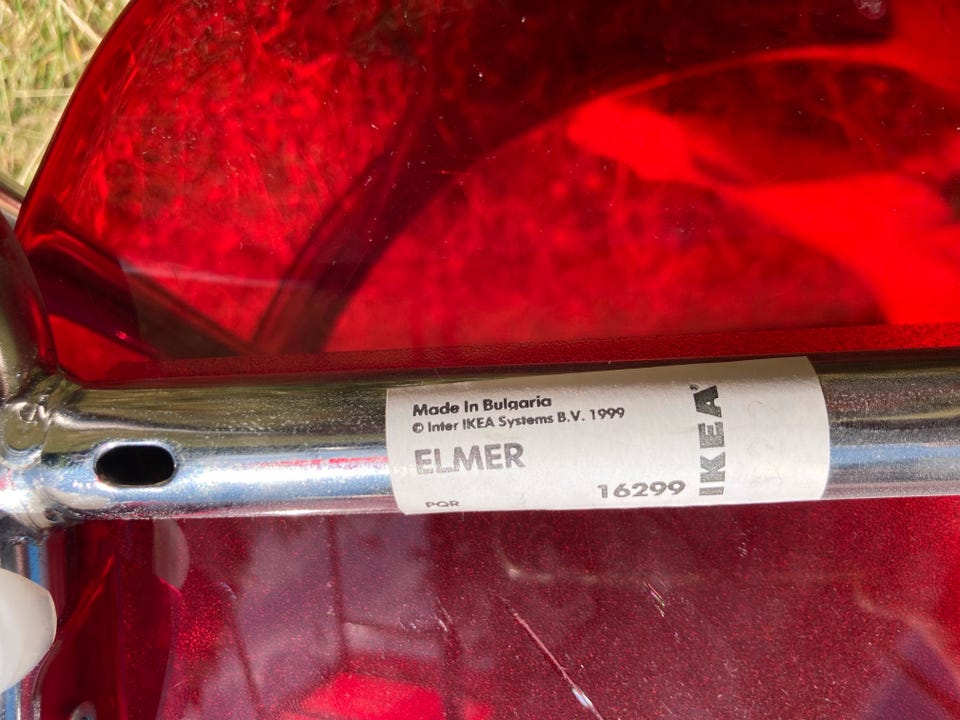 Made in Bulgaria
© Inter IKEA Systems B.V. 1999
ELMER
16299
PQR
IKEA®